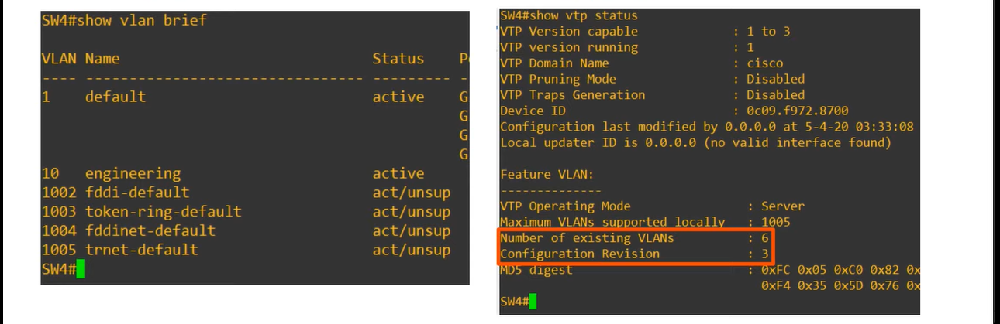 SW4#show vlan brief
VLAN Name Status
---- -------------------------------- --------- -
1 default active G
G
G
G
10 engineering active
1002 fddi-default act/unsup
1003 token-ring-default act/unsup
1004 fddinet-default act/unsup
1005 trnet-default act/unsup
SW4#
SW4#show vtp status
VTP Version capable : 1 to 3
VTP version running : 1
VTP Domain Name : cisco
VTP Pruning Mode : Disabled
VTP Traps Generation : Disabled
Device ID : 0c09.f972.8700
Configuration last modified by 0.0.0.0 at 5-4-20 03:33:08
Local updater ID is 0.0.0.0 (no valid interface found)
Feature VLAN:
--------------
VTP Operating Mode : Server
Maximum VLANs supported locally : 1005
Number of existing VLANs : 6
Configuration Revision : 3
MD5 digest : 0xFC 0x05 0xC0 0x82
0xF4 0x35 0x5D 0x76
SW4#